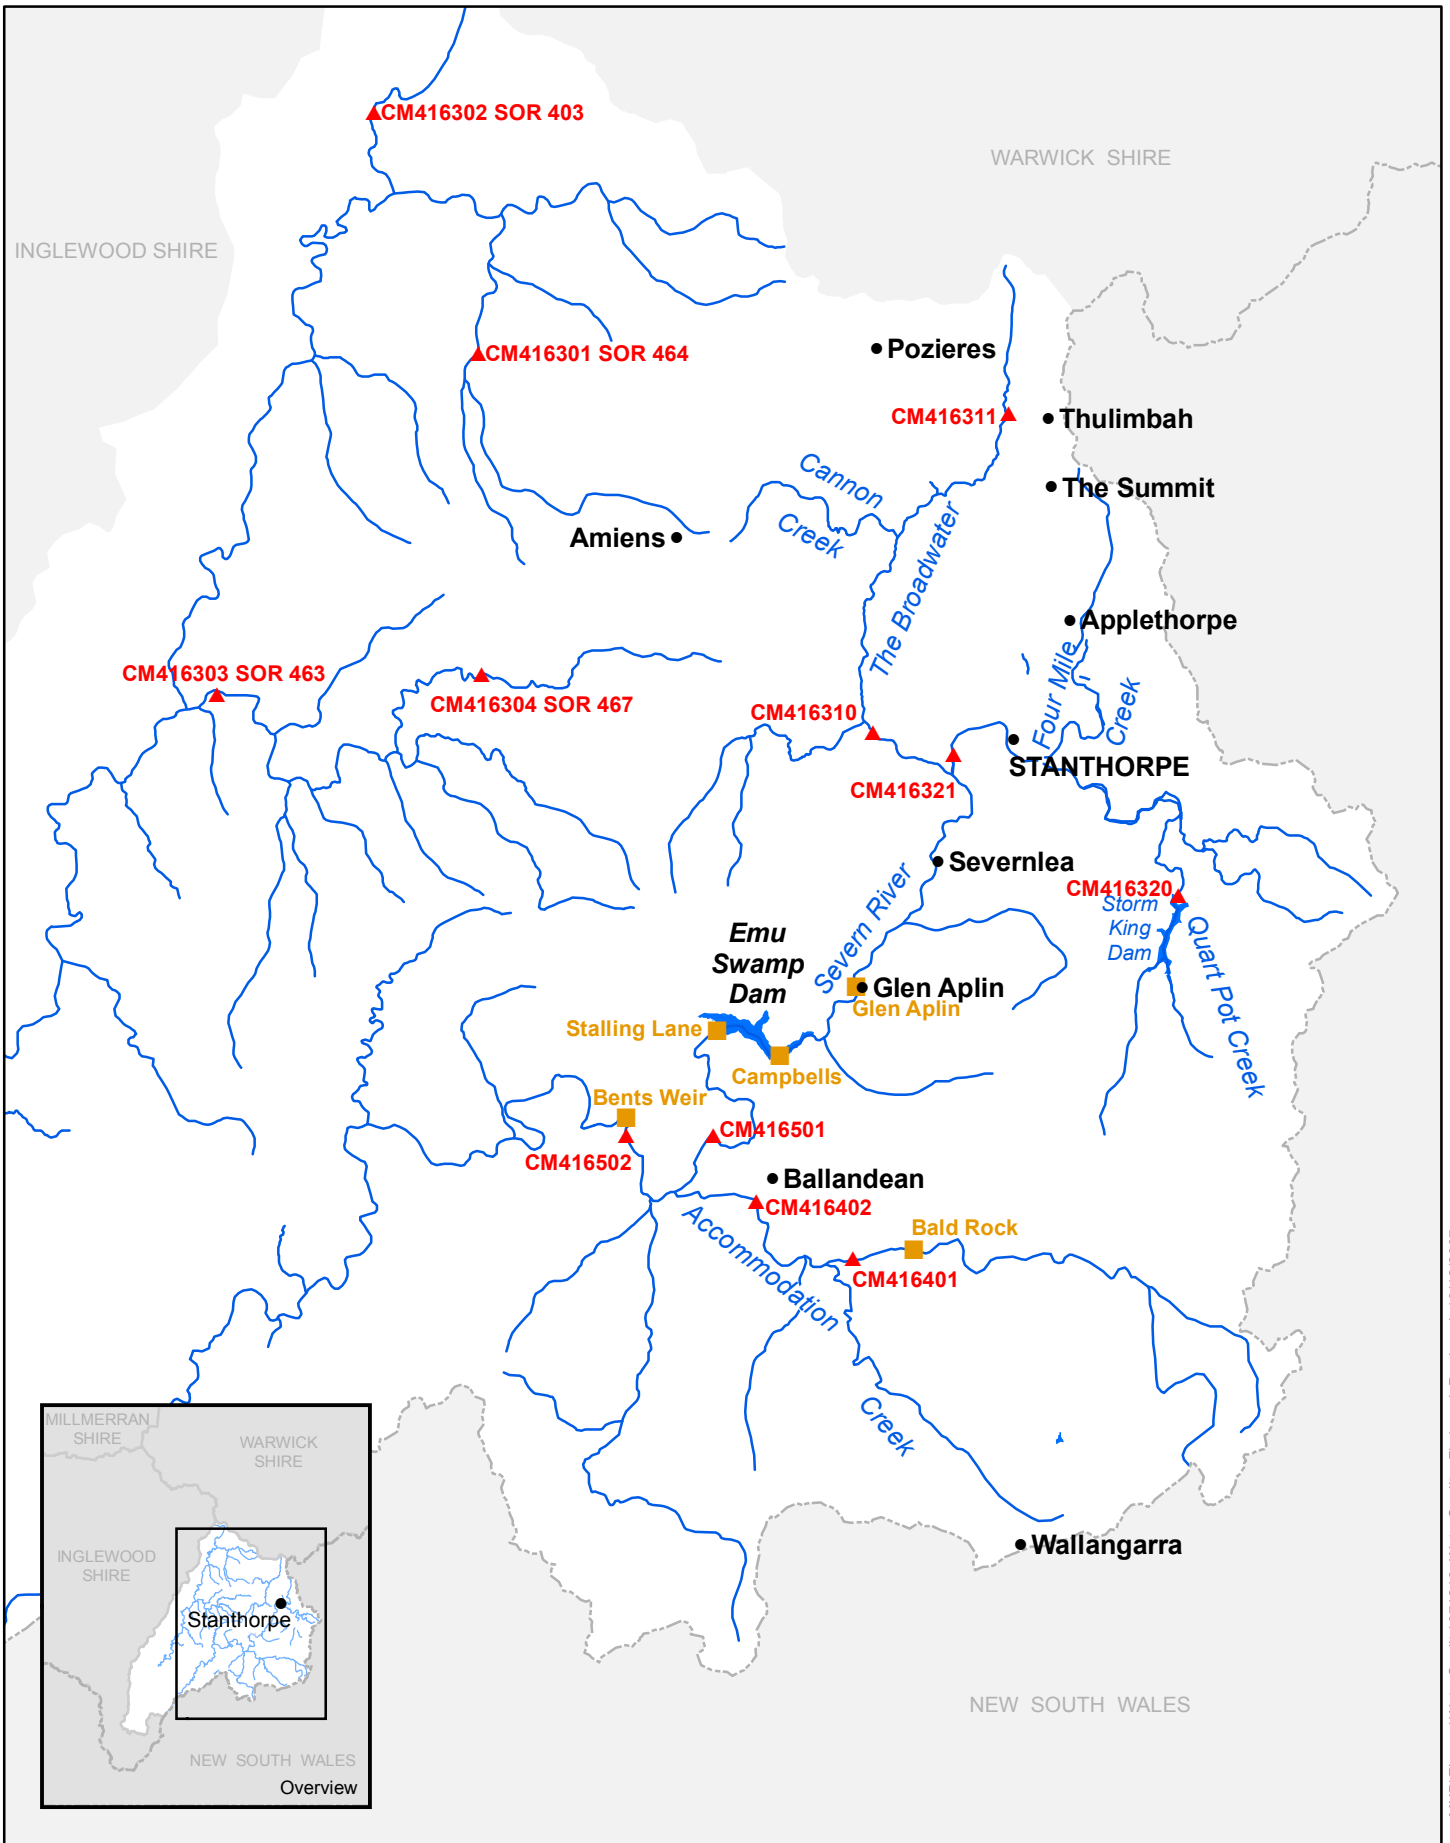 CM416302 SOR 403
WARWICK SHIRE
INGLEWOOD SHIRE
CM416301 SOR 464
Pozieres
CM416311
Thulimbah
Cannon
Creek
The Summit
Amiens
The Broadwater
Applethorpe
CM416303 SOR 463
CM416304 SOR 467
Four Mile
Creek
CM416310
STANTHORPE
CM416321
Severnlea
CM416320
Storm
King
Dam
Quart Pot Creek
Severn River
Emu
Swamp
Dam
Glen Aplin
Glen Aplin
Stalling Lane
Campbells
Bents Weir
CM416501
CM416502
Ballandean
CM416402
Accommodation
Creek
Bald Rock
CM416401
Wallangarra
NEW SOUTH WALES
MILLMERRAN
SHIRE
WARWICK
SHIRE
INGLEWOOD
SHIRE
Stanthorpe
NEW SOUTH WALES
Overview